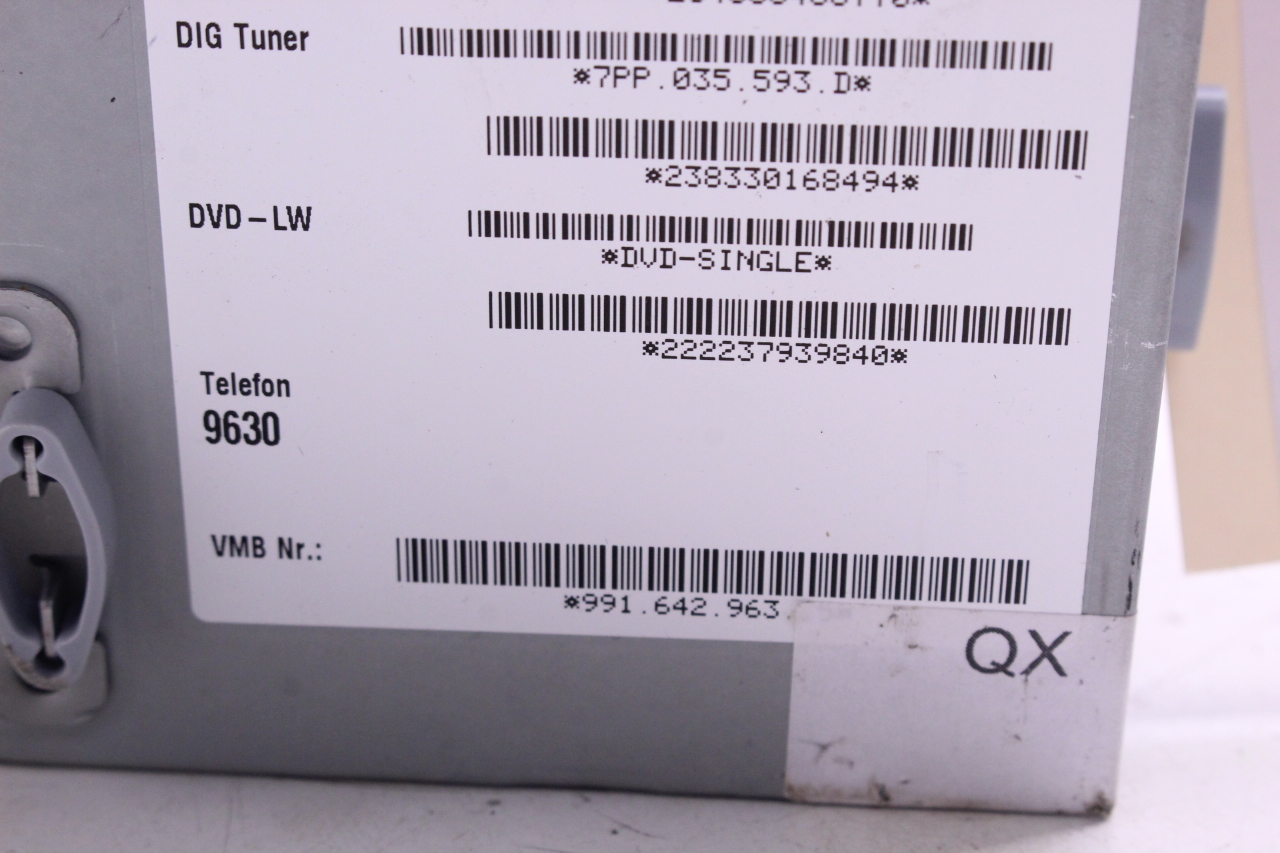 DIG Tuner
*7PP.035.593.D*
*238330168494*
DVD-LW
*DVD-SINGLE*
*222237939840*
Telefon
9630
VMB Nr.:
*991.642.963.
QX